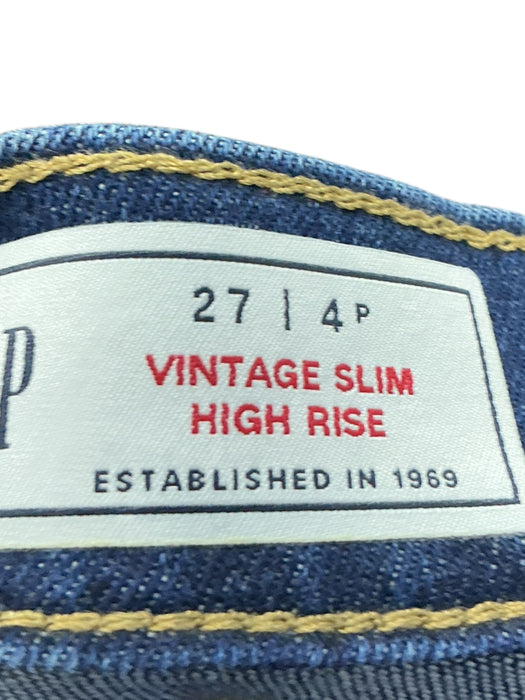 27 | 4P
P
VINTAGE SLIM
HIGH RISE
ESTABLISHED IN 1969